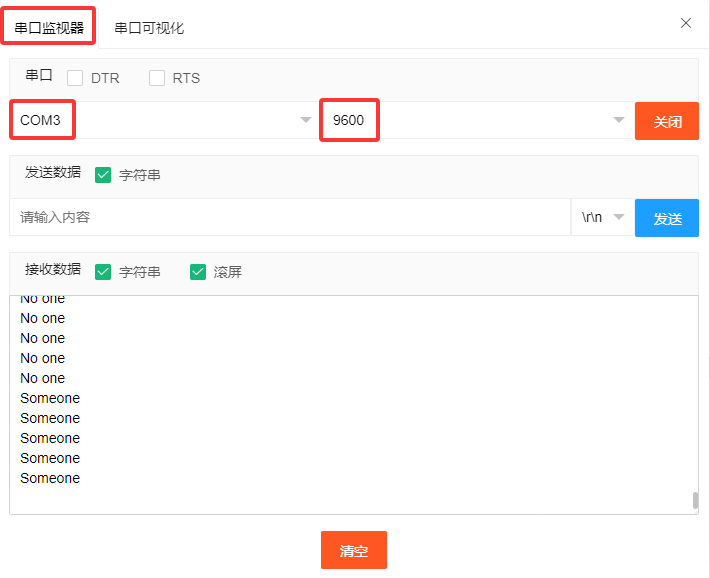 串口监视器 串口可视化
串口 DTR RTS
COM3 9600 关闭
发送数据 字符串
请输入内容 \r\n 发送
接收数据 字符串 滚屏
No one
No one
No one
No one
No one
Someone
Someone
Someone
Someone
Someone
清空